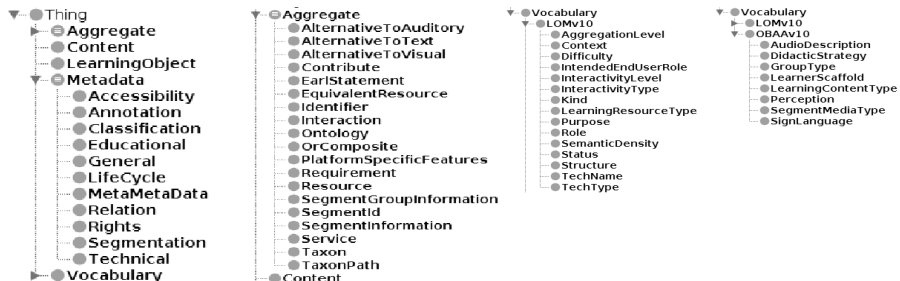 Thing
Aggregate
Content
LearningObject
Metadata
Accessibility
Annotation
Classification
Educational
General
LifeCycle
MetaMetaData
Relation
Rights
Segmentation
Technical
Vocabulary
Aggregate
AlternativeToAuditory
AlternativeToText
AlternativeToVisual
Contribute
EarlStatement
EquivalentResource
Identifier
Interaction
Ontology
OrComposite
PlatformSpecificFeatures
Requirement
Resource
SegmentGroupInformation
SegmentId
SegmentInformation
Service
Taxon
TaxonPath
Content
Vocabulary
LOMv10
AggregationLevel
Context
Difficulty
IntendedEndUserRole
InteractivityLevel
InteractivityType
Kind
LearningResourceType
Purpose
Role
SemanticDensity
Status
Structure
TechName
TechType
Vocabulary
LOMv10
OBAAv10
AudioDescription
DidacticStrategy
GroupType
LearnerScaffold
LearningContentType
Perception
SegmentMediaType
SignLanguage